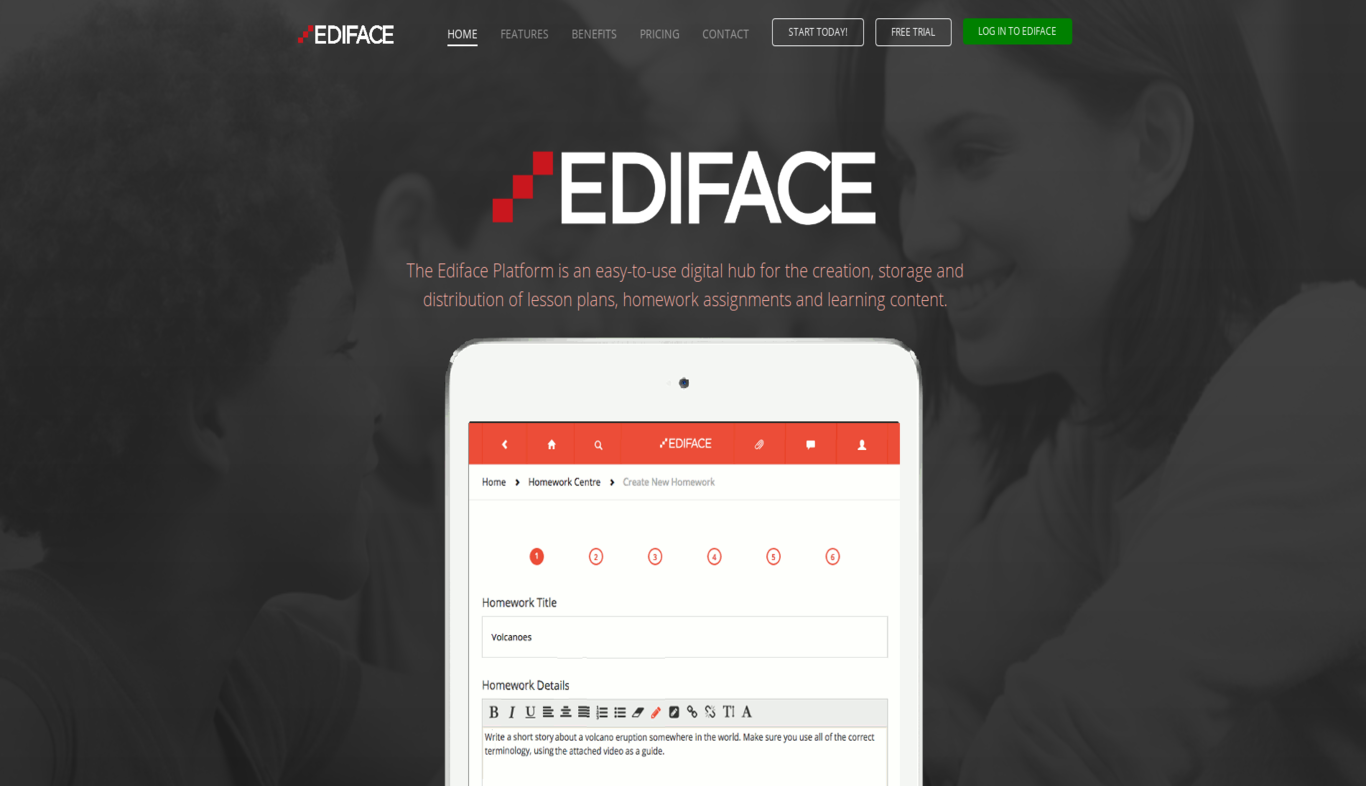 EDIFACE
HOME FEATURES BENEFITS PRICING CONTACT START TODAY! FREE TRIAL LOG IN TO EDIFACE
EDIFACE
The Ediface Platform is an easy-to-use digital hub for the creation, storage and
distribution of lesson plans, homework assignments and learning content.
EDIFACE
Home Homework Centre Create New Homework
1 2 3 4 5 6
Homework Title
Volcanoes
Homework Details
B I U T A
Write a short story about a volcano eruption somewhere in the world. Make sure you use all of the correct
terminology, using the attached video as a guide.